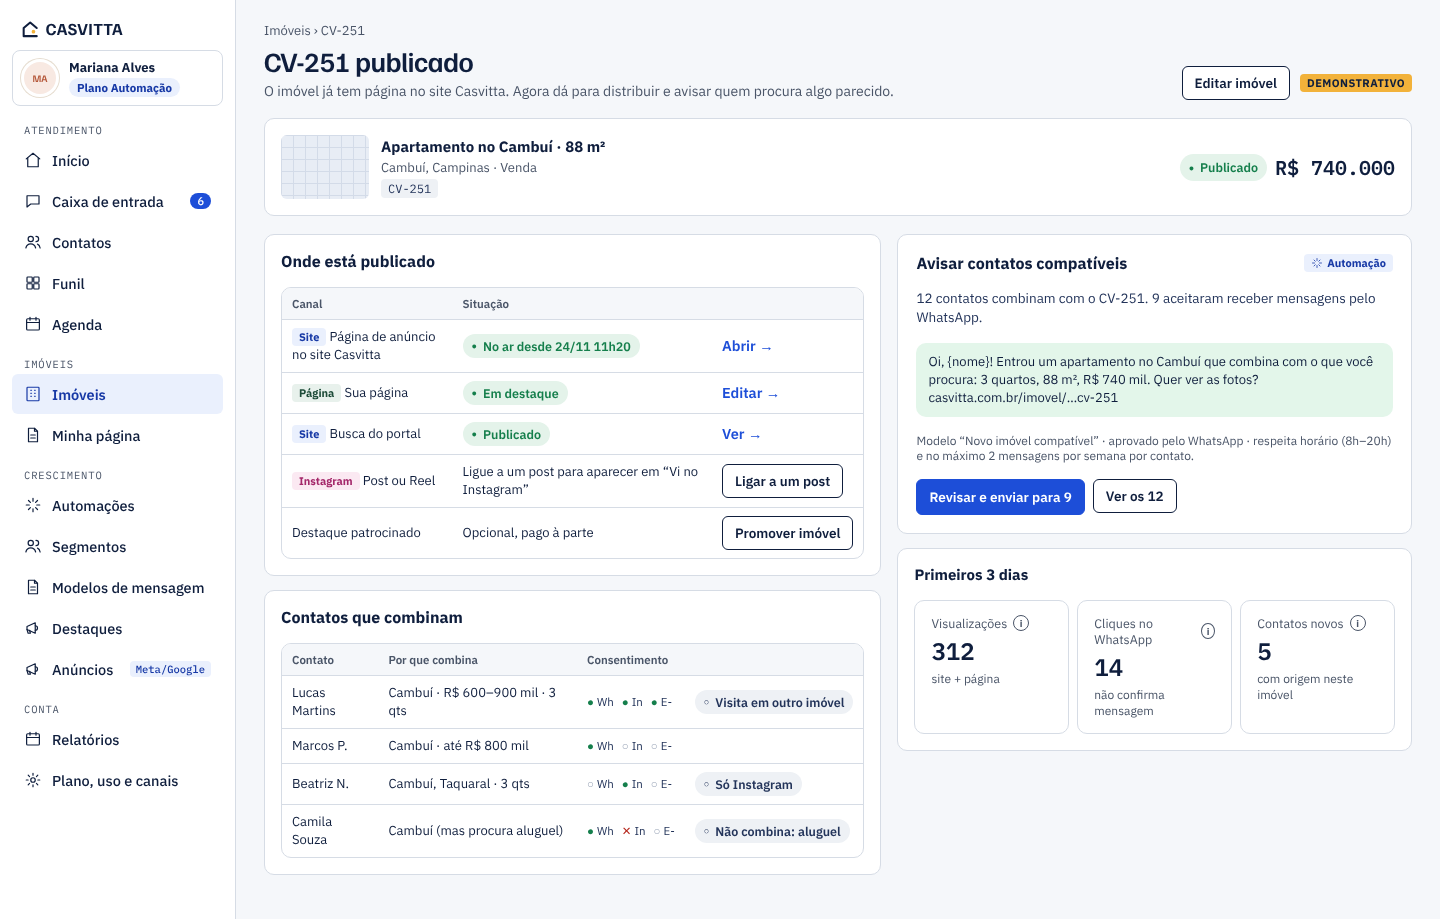 CASVITTA
MA
Mariana Alves
Plano Automação
ATENDIMENTO
Início
Caixa de entrada
6
Contatos
Funil
Agenda
IMÓVEIS
Imóveis
Minha página
CRESCIMENTO
Automações
Segmentos
Modelos de mensagem
Destaques
Anúncios
Meta/Google
CONTA
Relatórios
Plano, uso e canais
Imóveis › CV-251
CV-251 publicado
O imóvel já tem página no site Casvitta. Agora dá para distribuir e avisar quem procura algo parecido.
Editar imóvel
DEMONSTRATIVO
Apartamento no Cambuí · 88 m²
Cambuí, Campinas · Venda
CV-251
Publicado
R$ 740.000
Onde está publicado
Canal Situação
Site Página de anúncio
no site Casvitta
No ar desde 24/11 11h20
Abrir →
Página Sua página
Em destaque
Editar →
Site Busca do portal
Publicado
Ver →
Instagram Post ou Reel
Ligue a um post para aparecer em “Vi no
Instagram”
Ligar a um post
Destaque patrocinado
Opcional, pago à parte
Promover imóvel
Contatos que combinam
Contato Por que combina Consentimento
Lucas
Martins
Cambuí · R$ 600–900 mil · 3
qts
● Wh ● In ● E-
Visita em outro imóvel
Marcos P.
Cambuí · até R$ 800 mil
● Wh ○ In ○ E-
Beatriz N.
Cambuí, Taquaral · 3 qts
○ Wh ● In ○ E-
Só Instagram
Camila
Souza
Cambuí (mas procura aluguel)
● Wh ✕ In ○ E-
Não combina: aluguel
Avisar contatos compatíveis
Automação
12 contatos combinam com o CV-251. 9 aceitaram receber mensagens pelo
WhatsApp.
Oi, {nome}! Entrou um apartamento no Cambuí que combina com o que você
procura: 3 quartos, 88 m², R$ 740 mil. Quer ver as fotos?
casvitta.com.br/imovel/…cv-251
Modelo “Novo imóvel compatível” · aprovado pelo WhatsApp · respeita horário (8h–20h)
e no máximo 2 mensagens por semana por contato.
Revisar e enviar para 9
Ver os 12
Primeiros 3 dias
Visualizações i
312
site + página
Cliques no
WhatsApp
i
14
não confirma
mensagem
Contatos novos i
5
com origem neste
imóvel